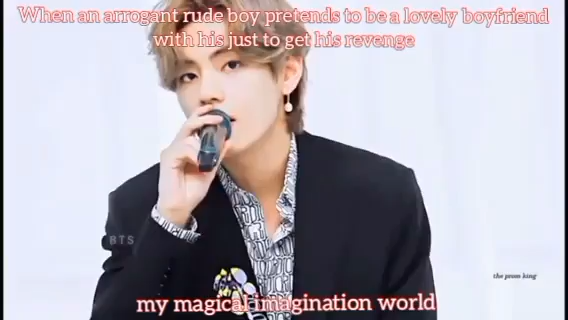 When an arrogant rude boy pretends to be a lovely boyfriend
with his just to get his revenge
BTS
the prom king
my magical imagination world